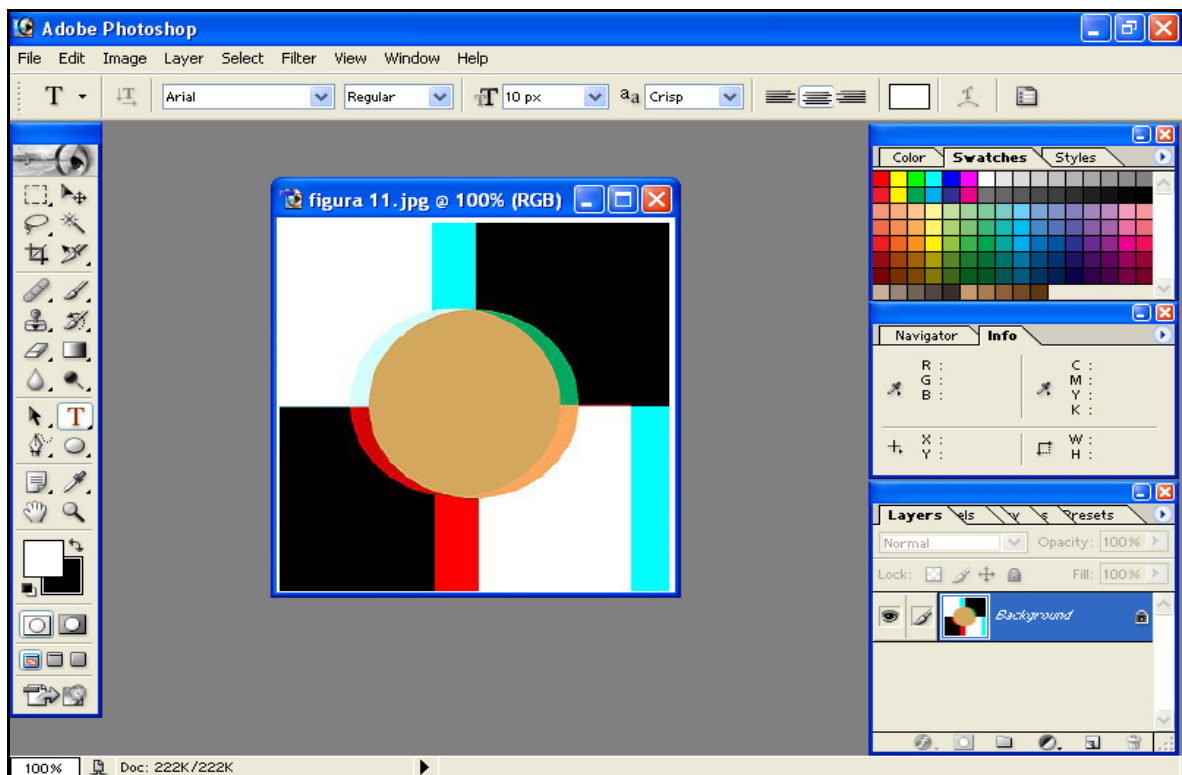 Adobe Photoshop
File Edit Image Layer Select Filter View Window Help
T T Arial Regular T 10 px aa Crisp
Color Swatches Styles
figura 11.jpg @ 100% (RGB)
Navigator Info
R : C :
G : M :
B : Y :
K :
X : W :
Y : H :
T
Layers els Presets
Normal Opacity: 100%
Lock: Fill: 100%
Background
100% Doc: 222K/222K